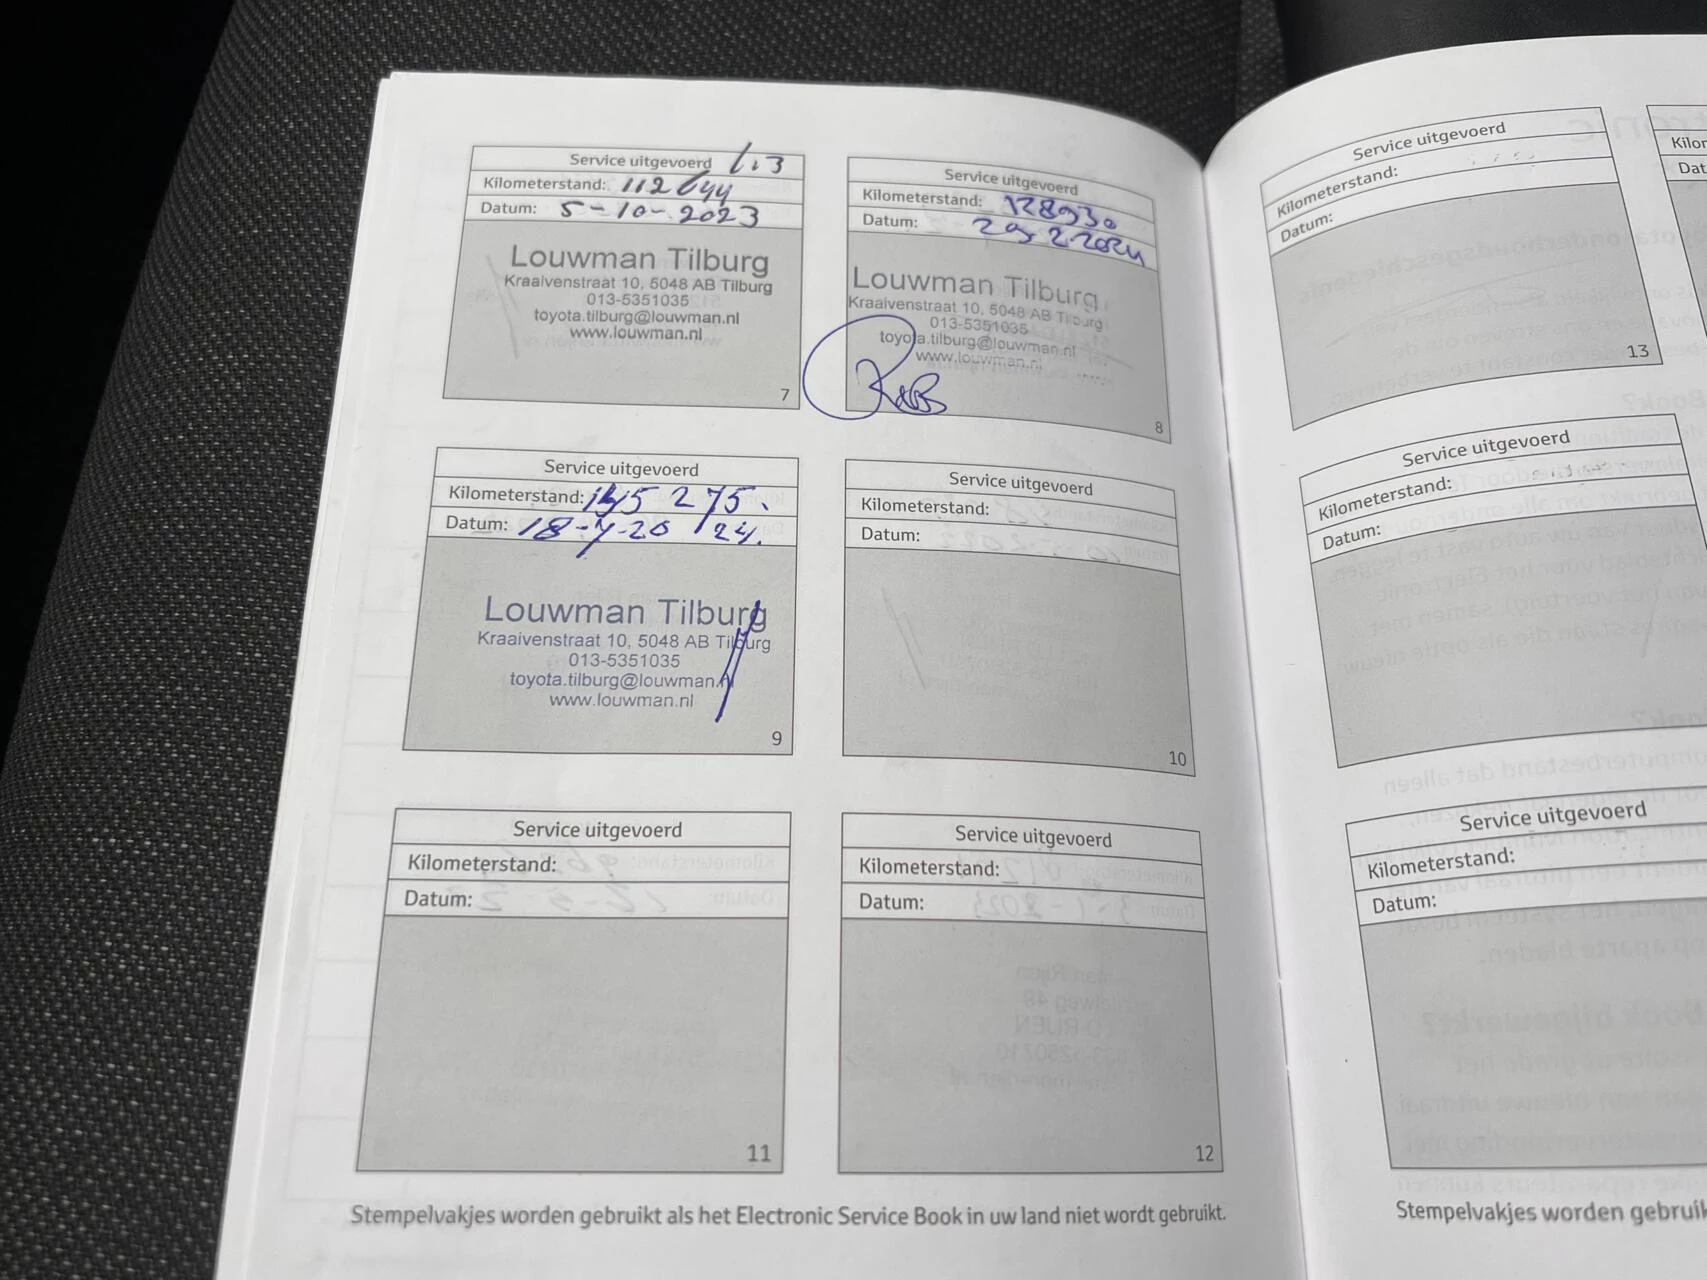 Service uitgevoerd
Kilometerstand: 112644
Datum: 5-10-2023
Louwman Tilburg
Kraaivenstraat 10, 5048 AB Tilburg
013-5351035
toyota.tilburg@louwman.nl
www.louwman.nl
7
Service uitgevoerd
Kilometerstand: 128930
Datum:
Louwman Tilburg
Kraaivenstraat 10, 5048 AB Tilburg
013-5351035
toyota.tilburg@louwman.nl
www.louwman.nl
8
Service uitgevoerd
Kilometerstand: 145 275.
Datum: 18-7-2024.
Louwman Tilburg
Kraaivenstraat 10, 5048 AB Tilburg
013-5351035
toyota.tilburg@louwman.nl
www.louwman.nl
9
Service uitgevoerd
Kilometerstand:
Datum:
10
Service uitgevoerd
Kilometerstand:
Datum:
11
Service uitgevoerd
Kilometerstand:
Datum:
12
Stempelvakjes worden gebruikt als het Electronic Service Book in uw land niet wordt gebruikt.
Service uitgevoerd
Kilometerstand:
Datum:
13
Service uitgevoerd
Kilometerstand:
Datum:
Service uitgevoerd
Kilometerstand:
Datum:
Stempelvakjes worden